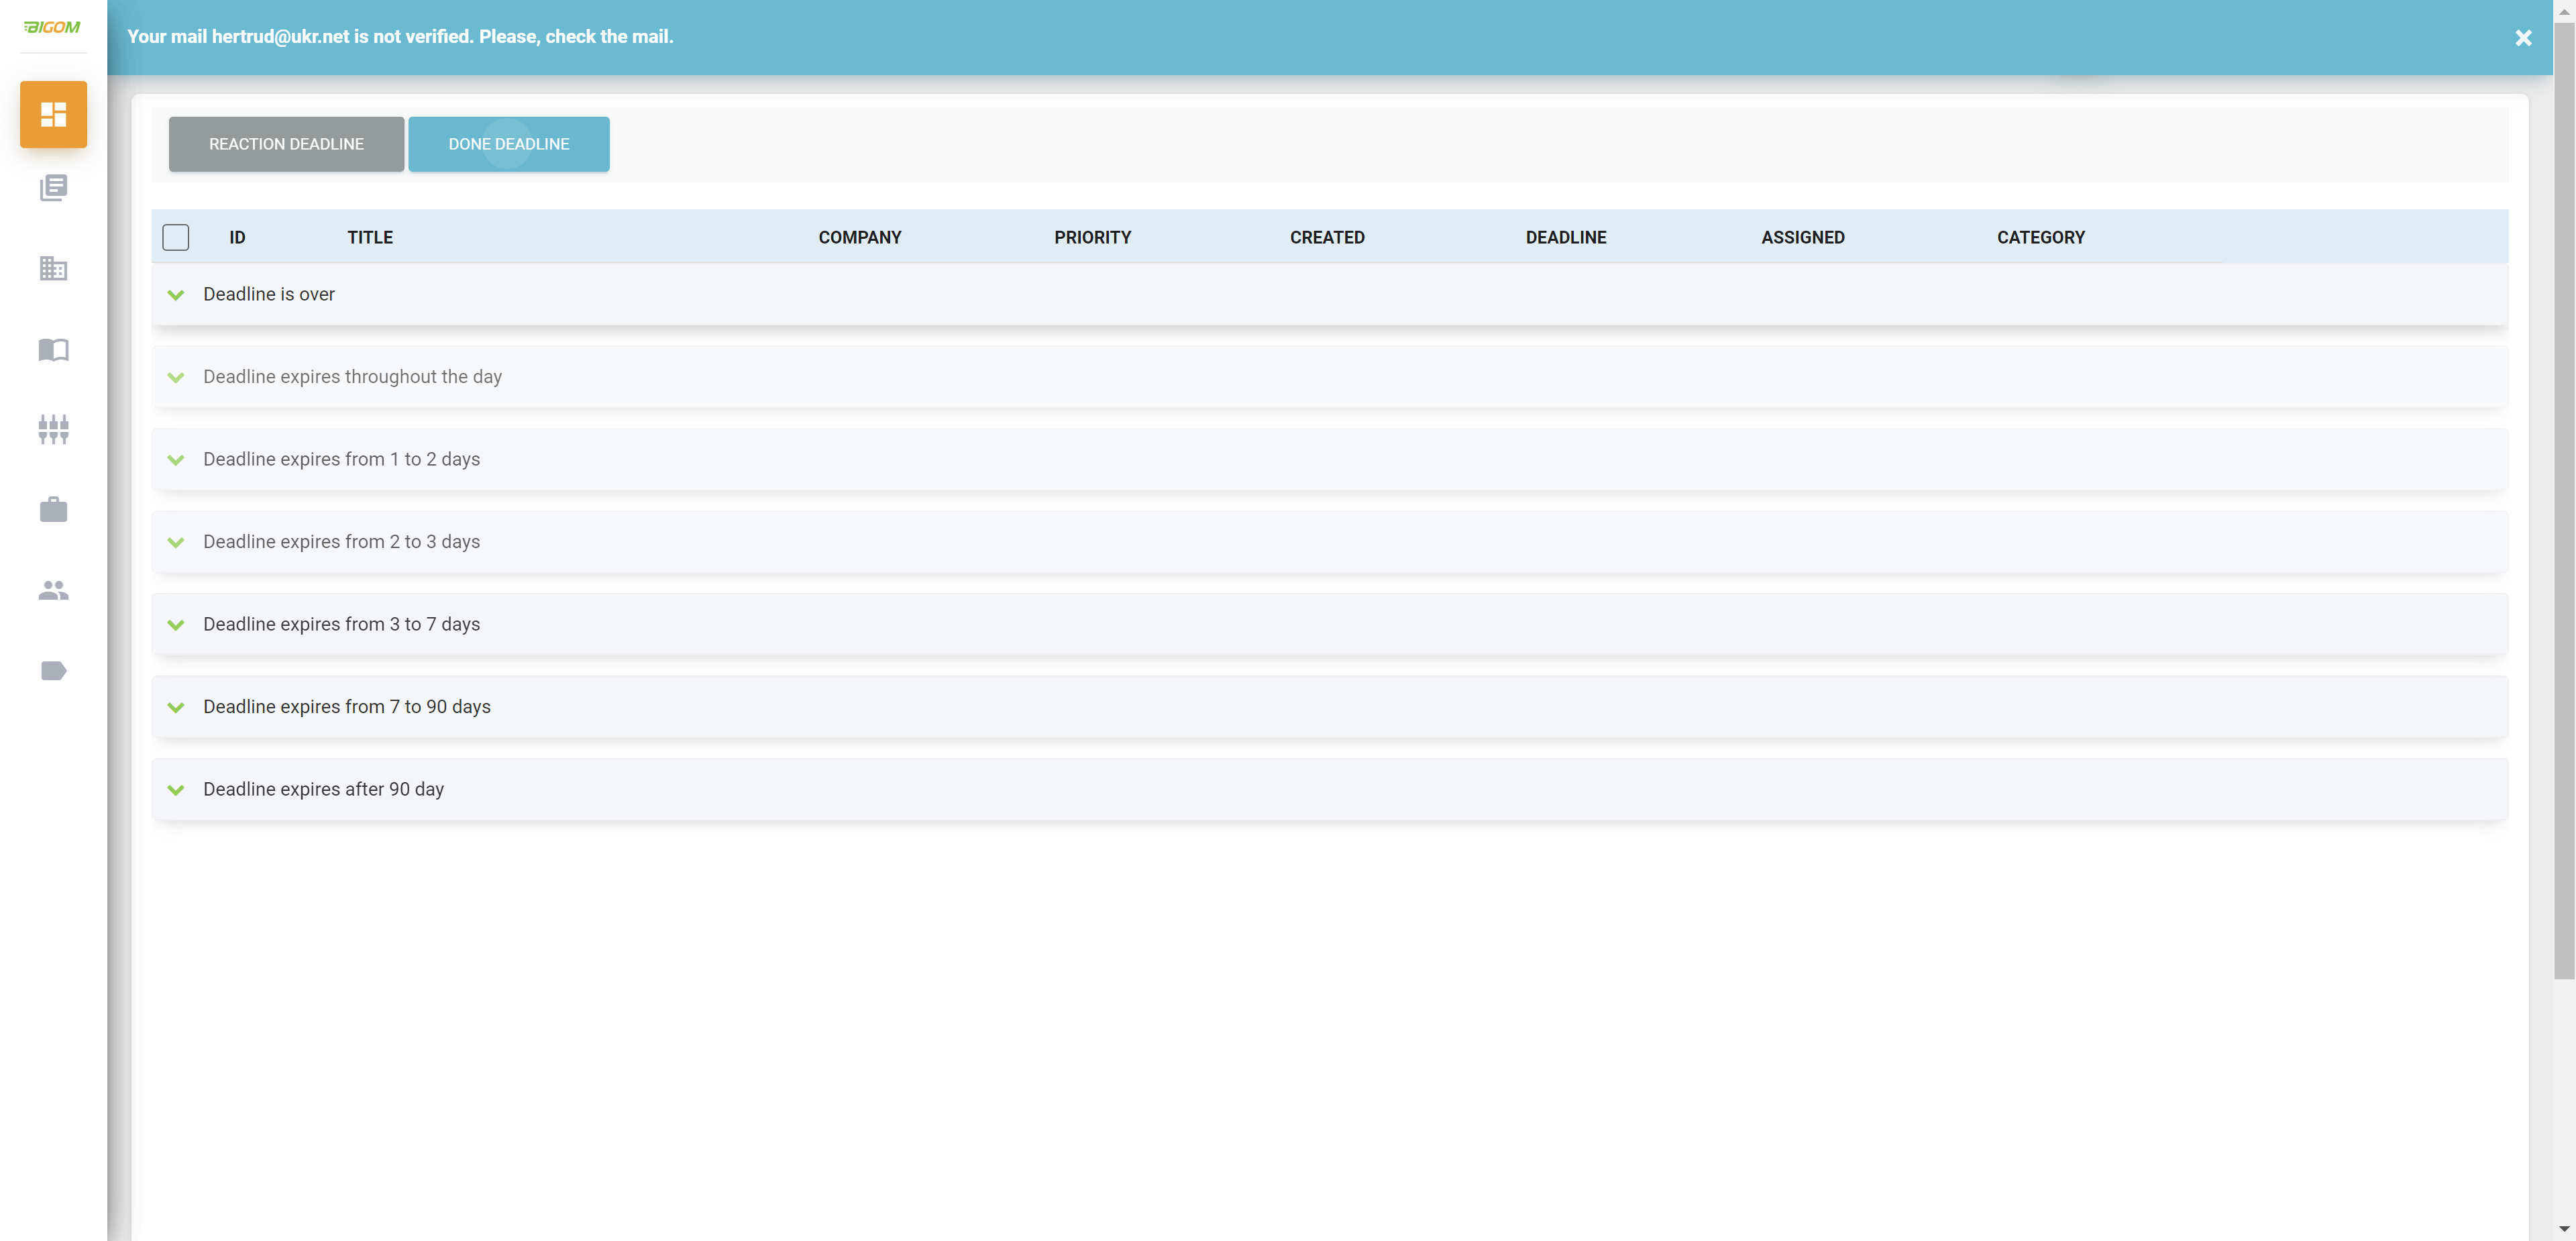 BIGOM
Your mail hertrud@ukr.net is not verified. Please, check the mail.
REACTION DEADLINE DONE DEADLINE
ID TITLE COMPANY PRIORITY CREATED DEADLINE ASSIGNED CATEGORY
Deadline is over
Deadline expires throughout the day
Deadline expires from 1 to 2 days
Deadline expires from 2 to 3 days
Deadline expires from 3 to 7 days
Deadline expires from 7 to 90 days
Deadline expires after 90 day